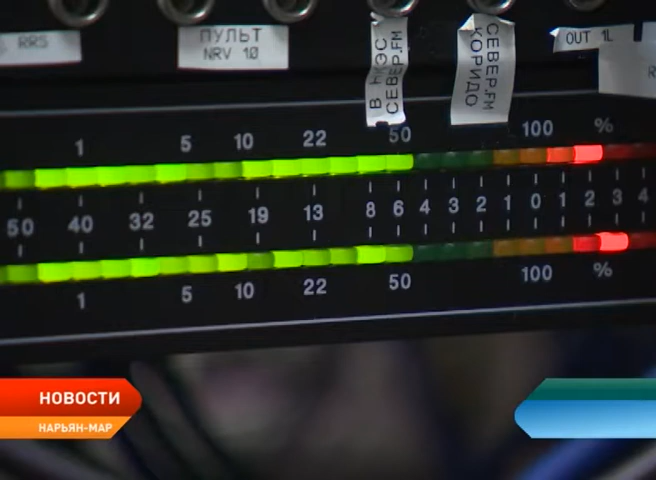 RRS
ПУЛЬТ
NRV 10
СЕВЕР.FM
СЕВЕР.FM
КОРИДО
OUT 1L
1 5 10 22 50 100 %
50 40 32 25 19 13 8 6 4 3 2 1 0 1 2 3 4
1 5 10 22 50 100 %
НОВОСТИ
НАРЬЯН-МАР